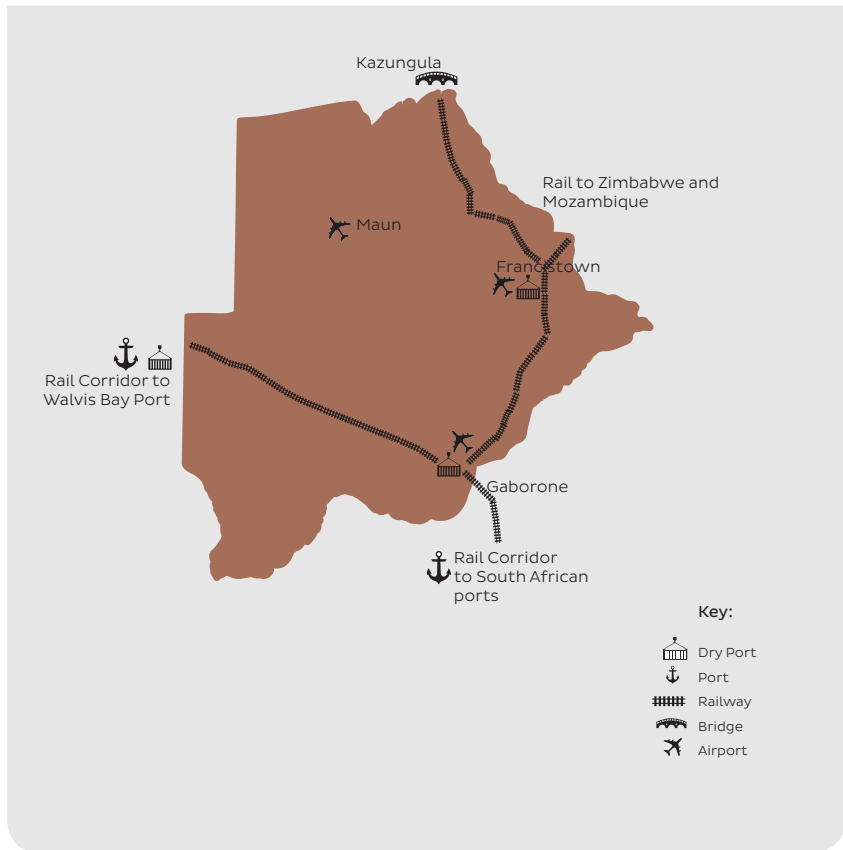 Kazungula
Rail to Zimbabwe and
Mozambique
Maun
Francistown
Rail Corridor to
Walvis Bay Port
Gaborone
Rail Corridor
to South African
ports
Key:
Dry Port
Port
Railway
Bridge
Airport